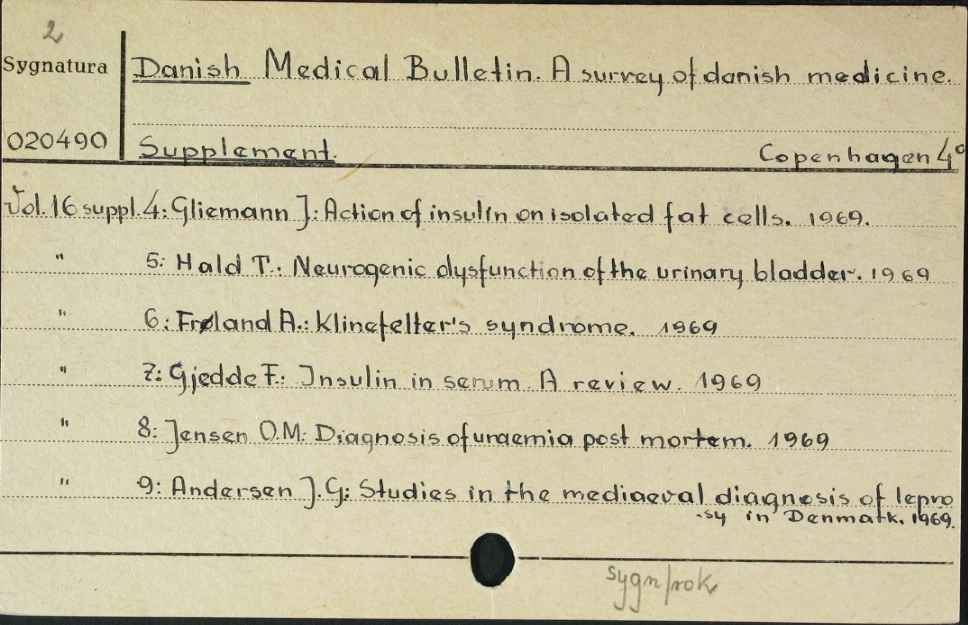 2
Sygnatura
Danish Medical Bulletin. A survey of danish medicine.
020490
Supplement.
Copenhagen 4°
Vol. 16 suppl. 4: Gliemann J: Action of insulin on isolated fat cells. 1969.
" 5: Hald T.: Neurogenic dysfunction of the urinary bladder. 1969
" 6: Frøland A.: Klinefelter's syndrome. 1969
" 7: Gjedde F.: Insulin in serum. A review. 1969
" 8: Jensen O.M: Diagnosis of uraemia post mortem. 1969
" 9: Andersen J.G: Studies in the mediaeval diagnosis of lepro
-sy in Denmark. 1969.
sygn/rok